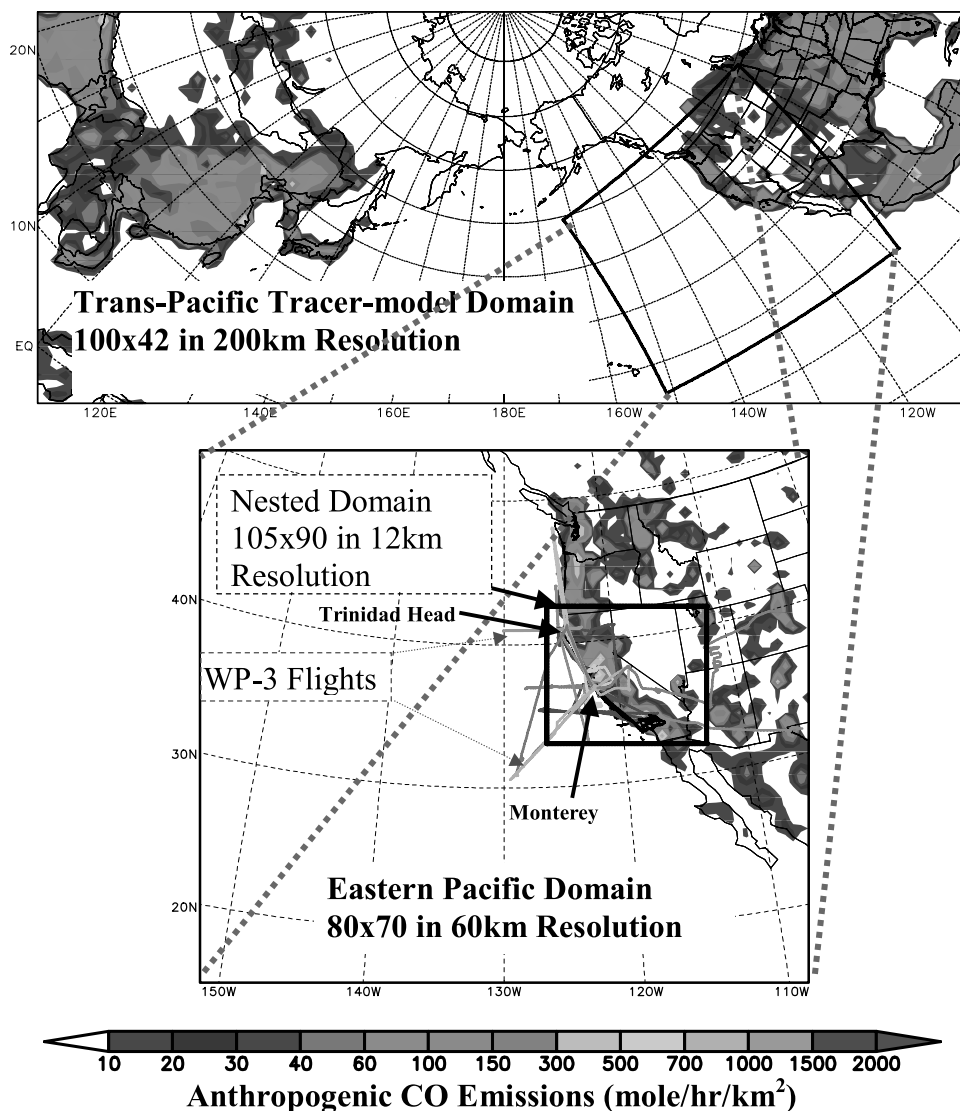 20N
10N
EQ
Trans-Pacific Tracer-model Domain
100x42 in 200km Resolution
120E 140E 160E 180E 160W 140W 120W
Nested Domain
105x90 in 12km
Resolution
40N
Trinidad Head
WP-3 Flights
30N
Monterey
Eastern Pacific Domain
80x70 in 60km Resolution
20N
150W 140W 130W 120W 110W
10 20 30 40 60 100 150 300 500 700 1000 1500 2000
Anthropogenic CO Emissions (mole/hr/km²)